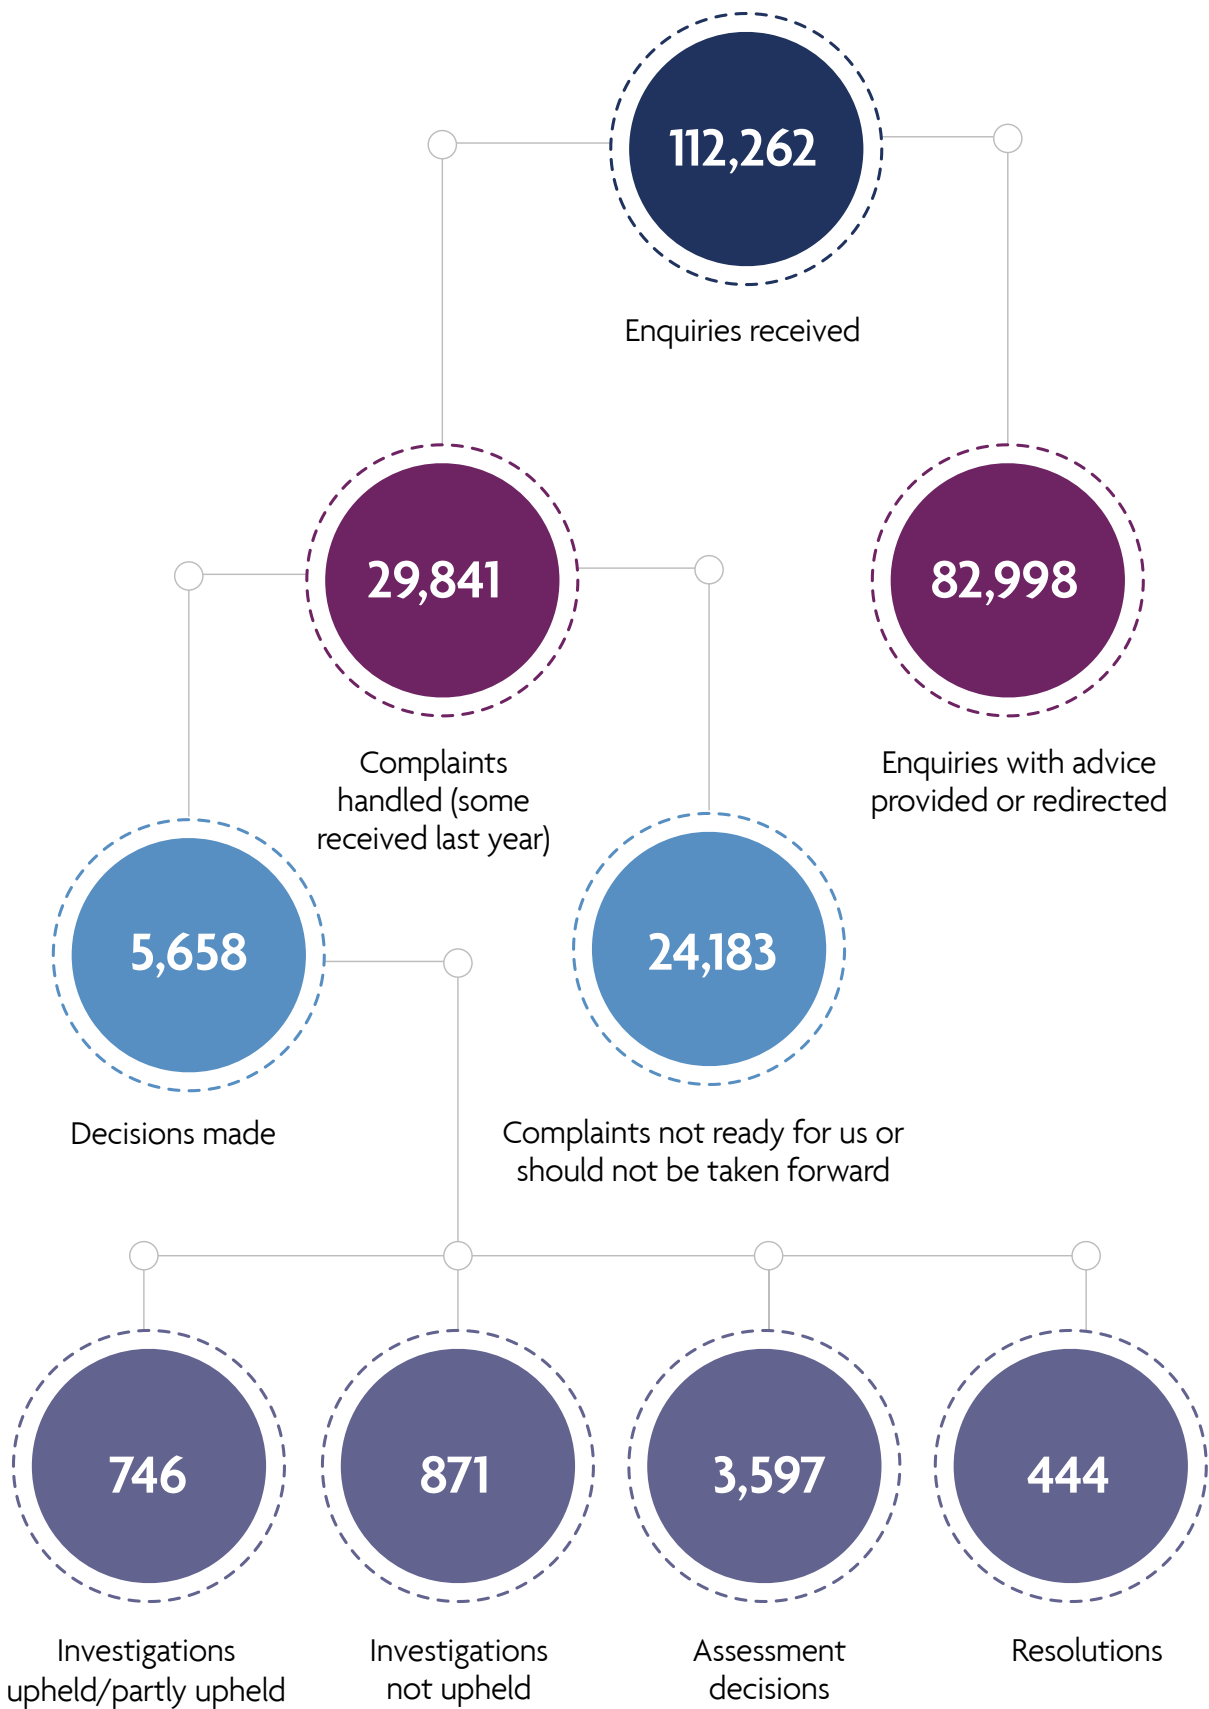 112,262
Enquiries received
29,841
82,998
Complaints
handled (some
received last year)
Enquiries with advice
provided or redirected
5,658
24,183
Decisions made
Complaints not ready for us or
should not be taken forward
746
871
3,597
444
Investigations
upheld/partly upheld
Investigations
not upheld
Assessment
decisions
Resolutions